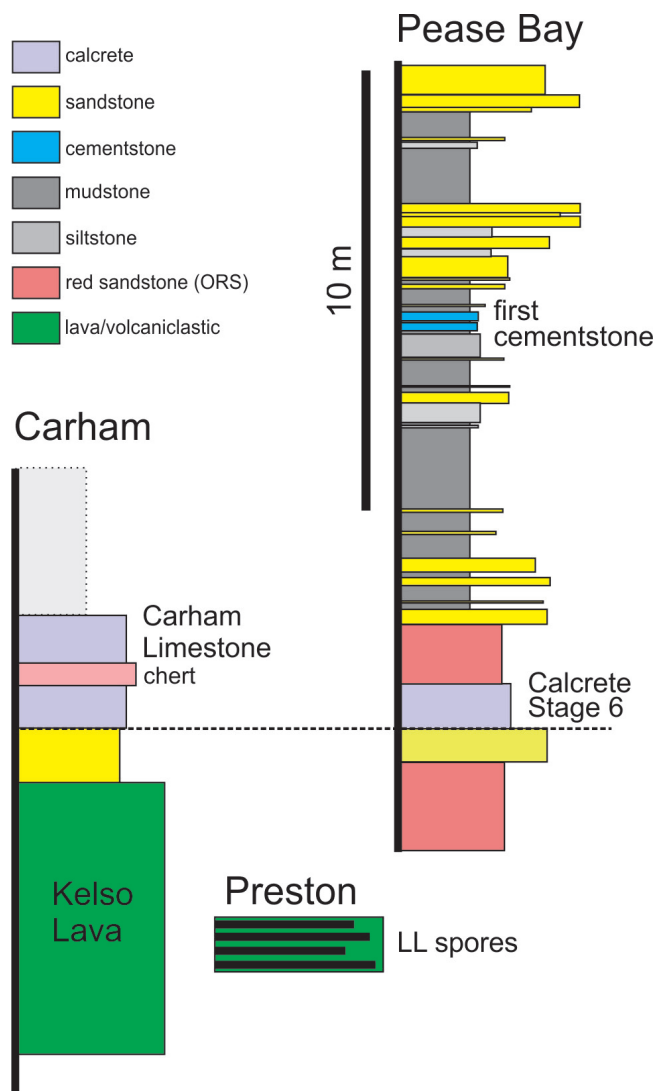 Pease Bay
calcrete
sandstone
cementstone
mudstone
siltstone
red sandstone (ORS)
lava/volcaniclastic
10 m
first
cementstone
Carham
Carham
Limestone
chert
Calcrete
Stage 6
Kelso
Lava
Preston
LL spores